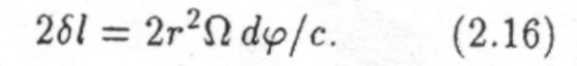 2δl = 2r²Ω dφ/c. (2.16)